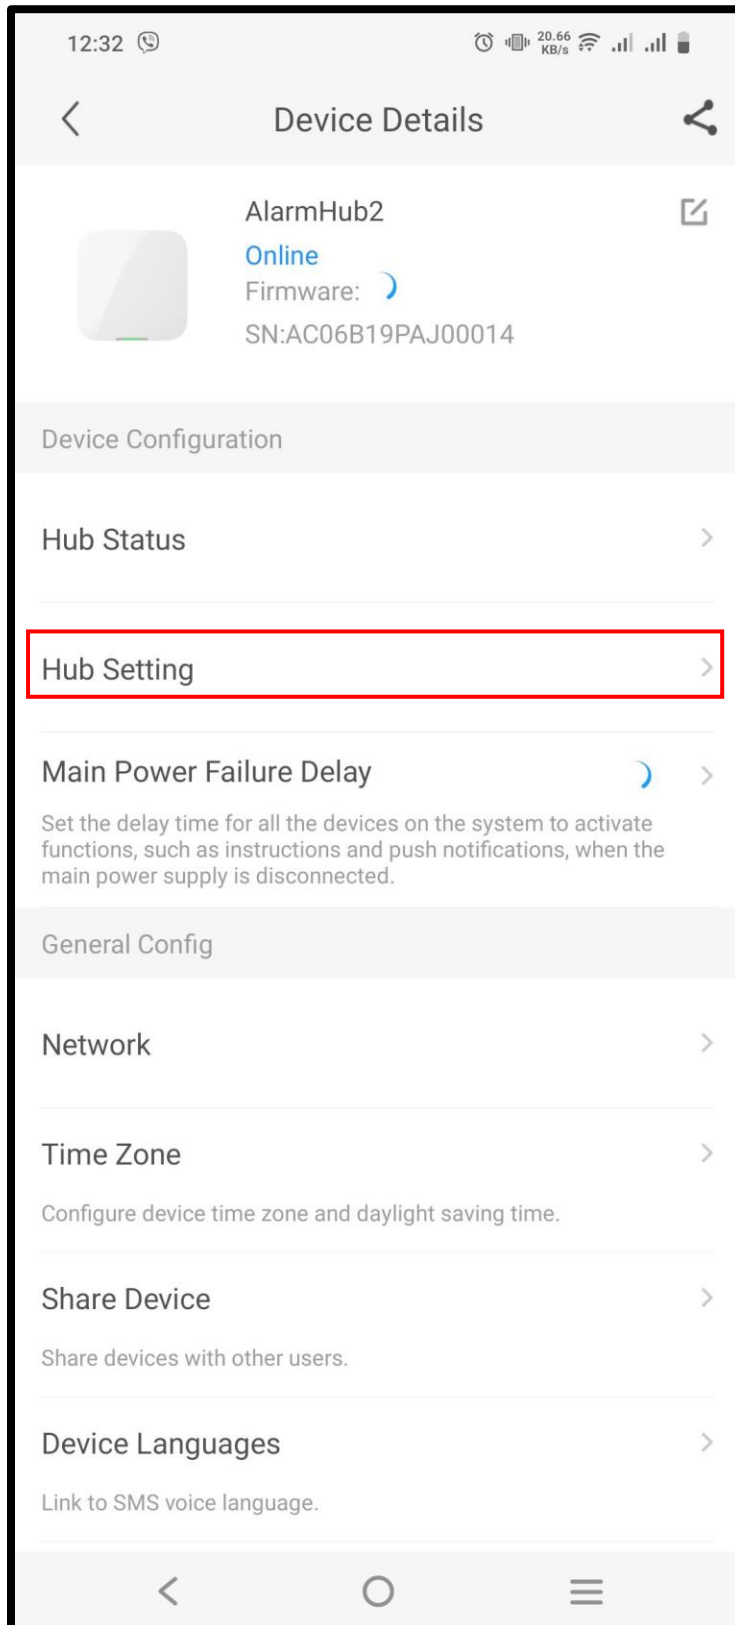 12:32
20.66
KB/s
Device Details
AlarmHub2
Online
Firmware:
SN:AC06B19PAJ00014
Device Configuration
Hub Status
Hub Setting
Main Power Failure Delay
Set the delay time for all the devices on the system to activate
functions, such as instructions and push notifications, when the
main power supply is disconnected.
General Config
Network
Time Zone
Configure device time zone and daylight saving time.
Share Device
Share devices with other users.
Device Languages
Link to SMS voice language.